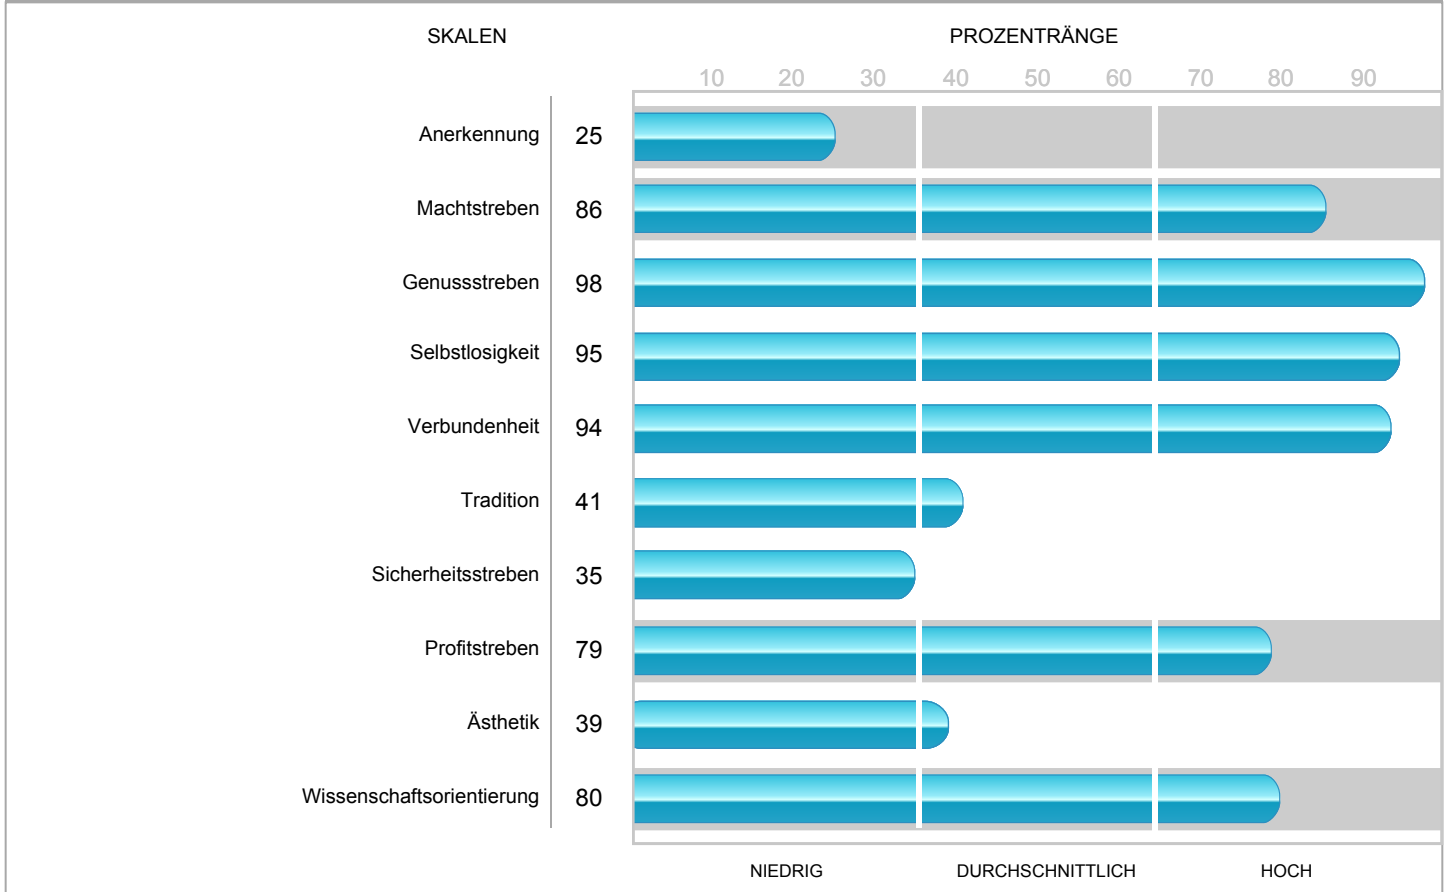 SKALEN PROZENTRÄNGE
10 20 30 40 50 60 70 80 90
Anerkennung 25
Machtstreben 86
Genussstreben 98
Selbstlosigkeit 95
Verbundenheit 94
Tradition 41
Sicherheitsstreben 35
Profitstreben 79
Ästhetik 39
Wissenschaftsorientierung 80
NIEDRIG DURCHSCHNITTLICH HOCH